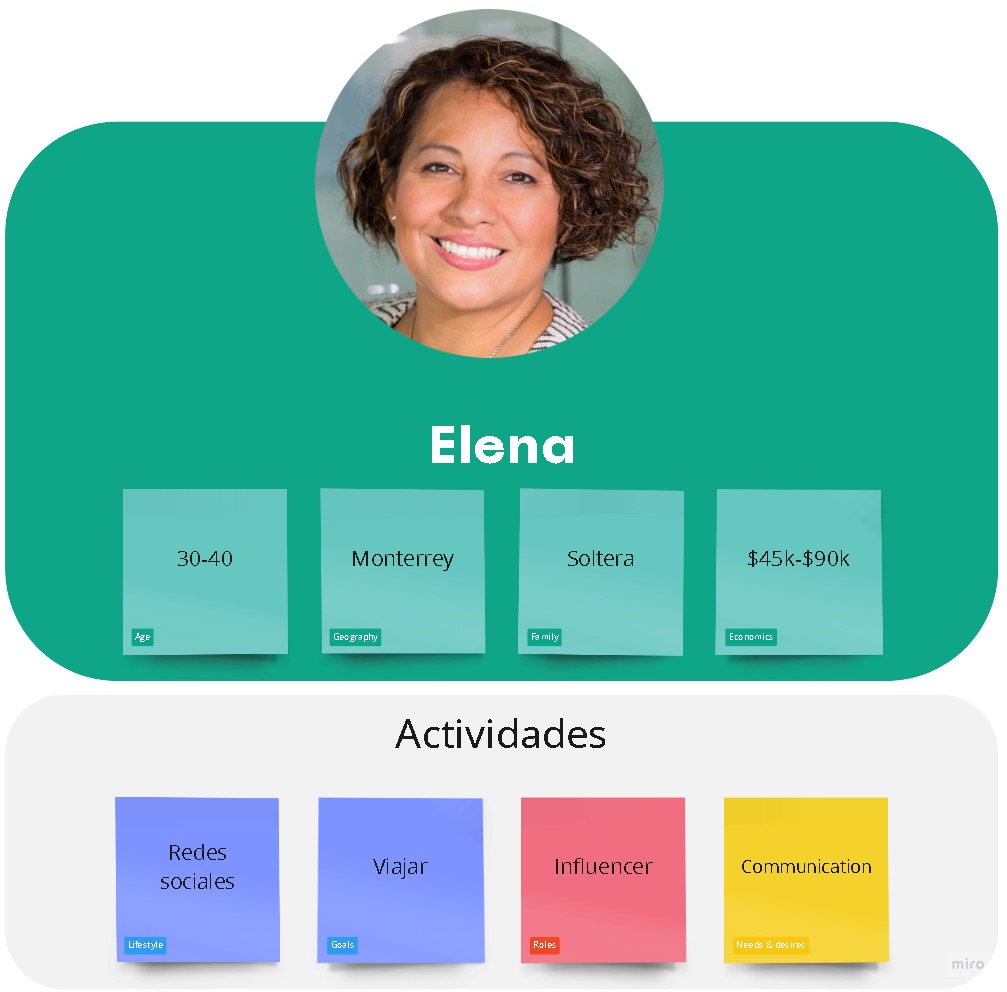 Elena
30-40
Monterrey
Soltera
$45k-$90k
Age
Geography
Family
Economics
Actividades
Redes
sociales
Viajar
Influencer
Communication
Lifestyle
Goals
Roles
Needs & desires
miro